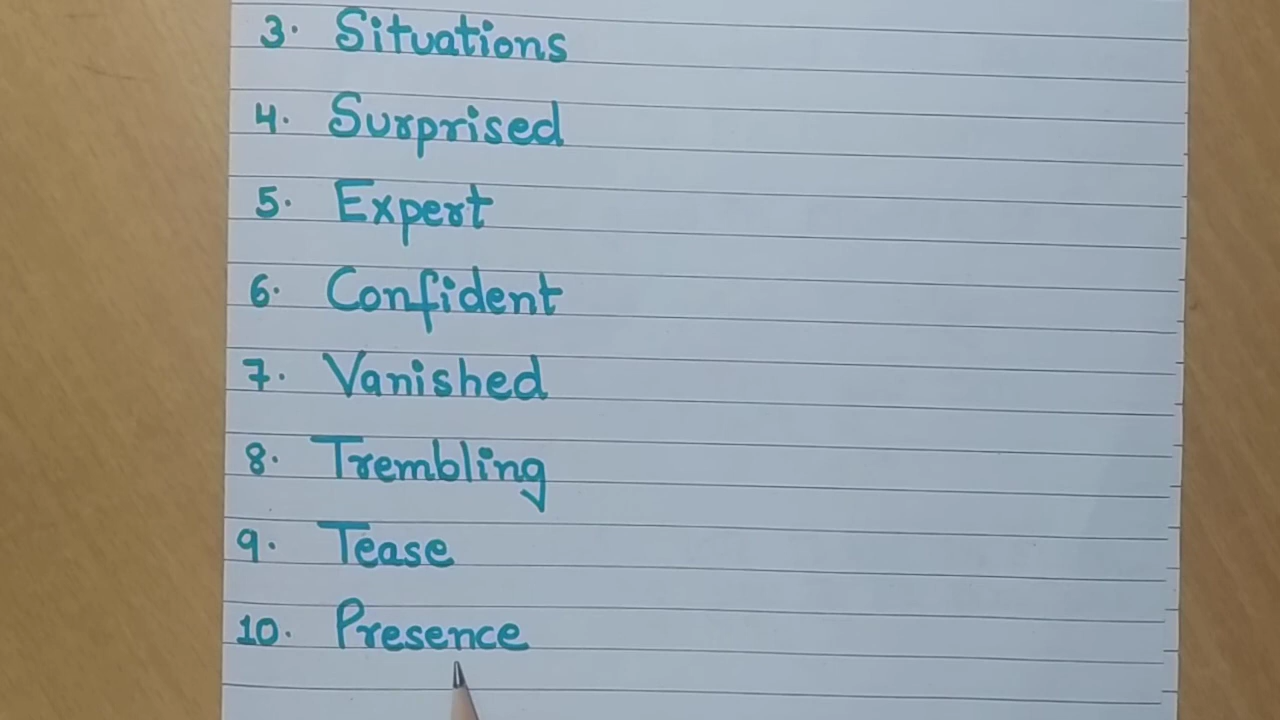 3. Situations
4. Surprised
5. Expert
6. Confident
7. Vanished
8. Trembling
9. Tease
10. Presence